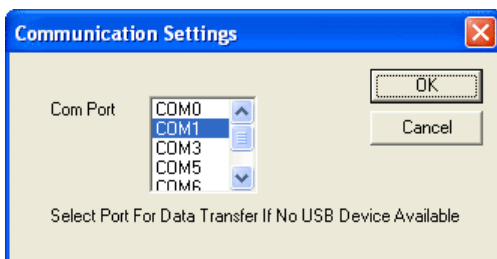 Communication Settings
OK
Com Port
COM0
COM1
COM3
COM5
COM6
Cancel
Select Port For Data Transfer If No USB Device Available